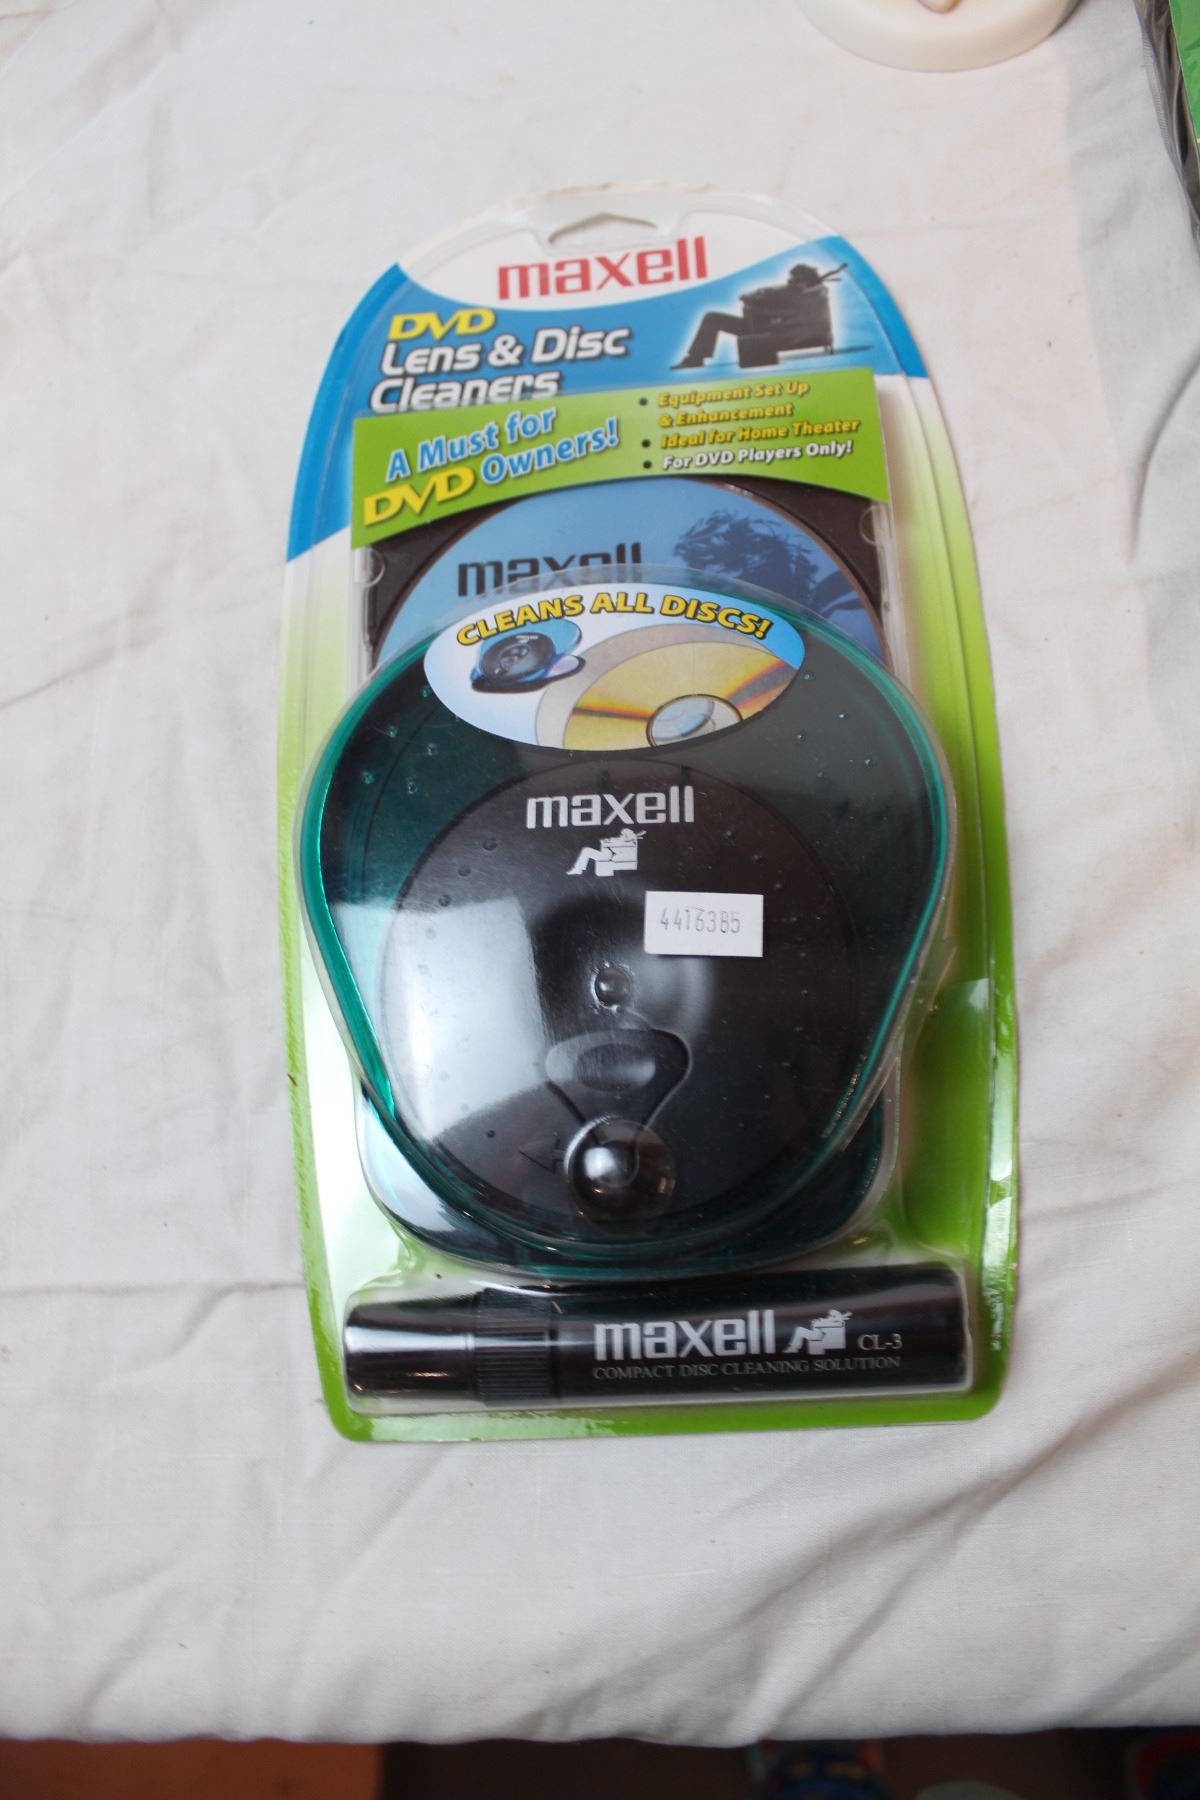 maxell
DVD
Lens & Disc
Cleaners
A Must for
DVD Owners!
• Equipment Set Up
& Enhancement
• Ideal for Home Theater
• For DVD Players Only!
maxell
CLEANS ALL DISCS!
maxell
4416385
maxell CL-3
COMPACT DISC CLEANING SOLUTION